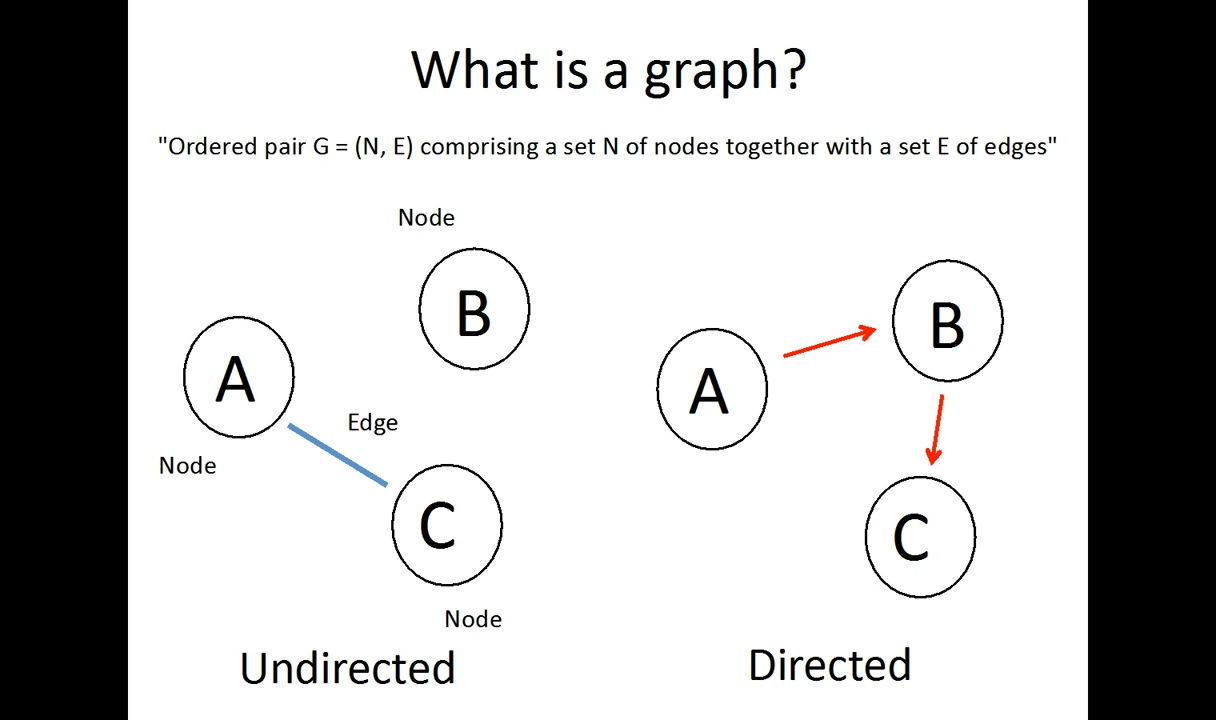 What is a graph?
"Ordered pair G = (N, E) comprising a set N of nodes together with a set E of edges"
Node
B
A
Edge
Node
C
Node
Undirected
B
A
C
Directed